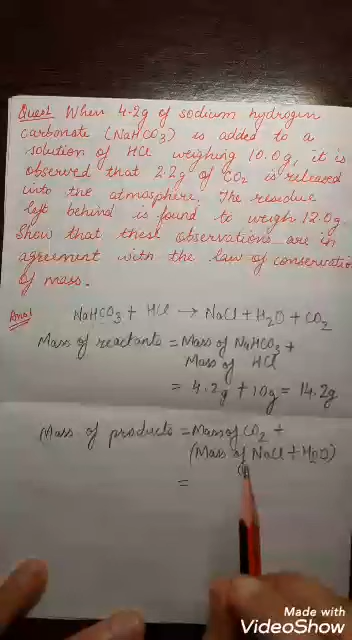 Ques! When 4.2g of sodium hydrogen
carbonate (NaHCO3) is added to a
solution of HCl weighing 10.0g, it is
observed that 2.2g of CO2 is released
into the atmosphere. The residue
left behind is found to weigh 12.0g.
Show that these observations are in
agreement with the law of conservation
of mass.
Ans! NaHCO3 + HCl → NaCl + H2O + CO2
Mass of reactants = Mass of NaHCO3 +
Mass of HCl
= 4.2g + 10g = 14.2g
Mass of products = Mass of CO2 +
(Mass of NaCl + H2O)
=
Made with
VideoShow